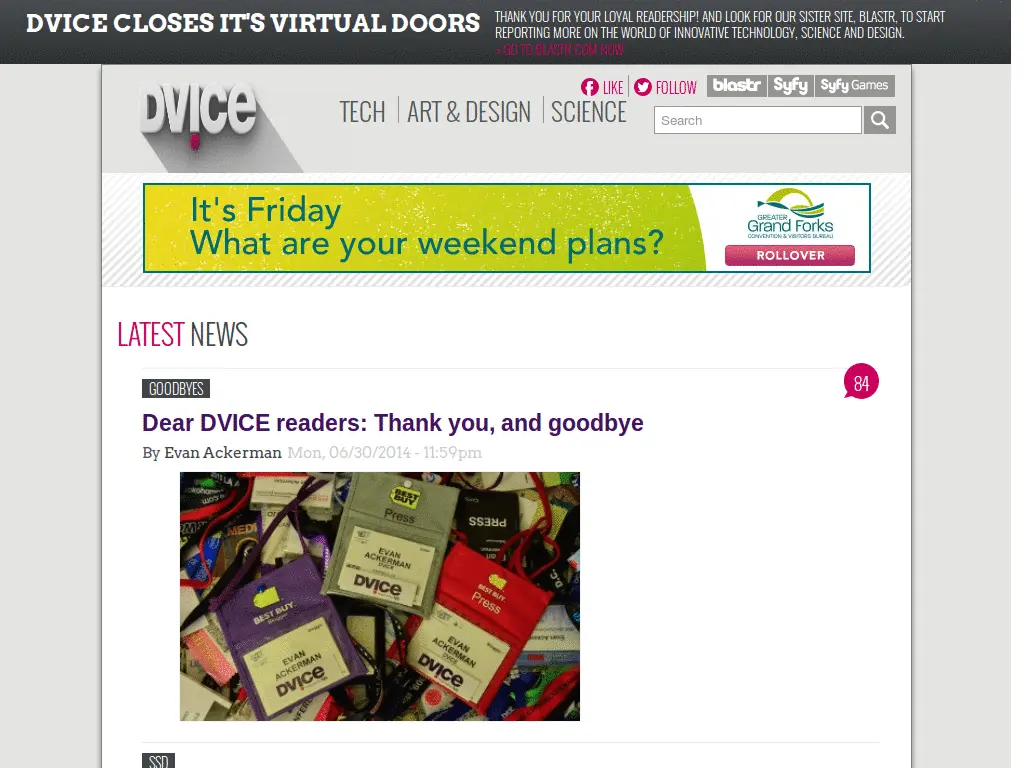 DVICE CLOSES IT'S VIRTUAL DOORS
THANK YOU FOR YOUR LOYAL READERSHIP! AND LOOK FOR OUR SISTER SITE, BLASTR, TO START
REPORTING MORE ON THE WORLD OF INNOVATIVE TECHNOLOGY, SCIENCE AND DESIGN.
> GO TO BLASTR.COM NOW
DVICE
LIKE
FOLLOW
blastr
Syfy
Syfy Games
TECH
ART & DESIGN
SCIENCE
Search
It's Friday
What are your weekend plans?
GREATER
Grand Forks
CONVENTION & VISITORS BUREAU
ROLLOVER
LATEST NEWS
84
GOODBYES
Dear DVICE readers: Thank you, and goodbye
By Evan Ackerman Mon, 06/30/2014 - 11:59pm
BEST
BUY
Press
PRESS
EVAN
ACKERMAN
DVICE
DVICE
BEST BUY
Press
BEST BUY
Blogger
EVAN
ACKERMAN
DVICE
DVICE
EVAN
ACKERMAN
DVICE
DVICE
SSD